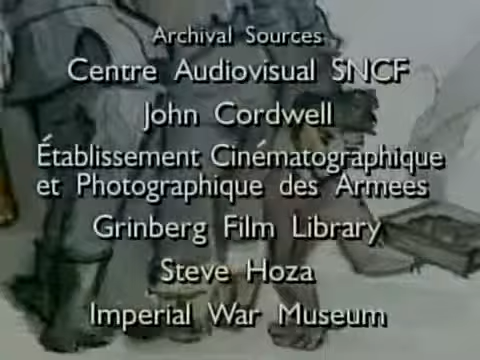 Archival Sources
Centre Audiovisual SNCF
John Cordwell
Établissement Cinématographique
et Photographique des Armees
Grinberg Film Library
Steve Hoza
Imperial War Museum